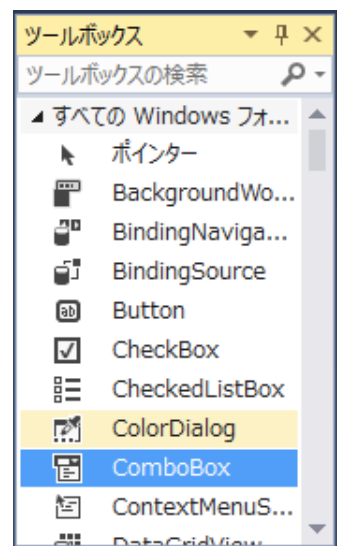 ツールボックス
ツールボックスの検索
すべての Windows フォ...
ポインター
BackgroundWo...
BindingNaviga...
BindingSource
Button
CheckBox
CheckedListBox
ColorDialog
ComboBox
ContextMenuS...
DataGridView